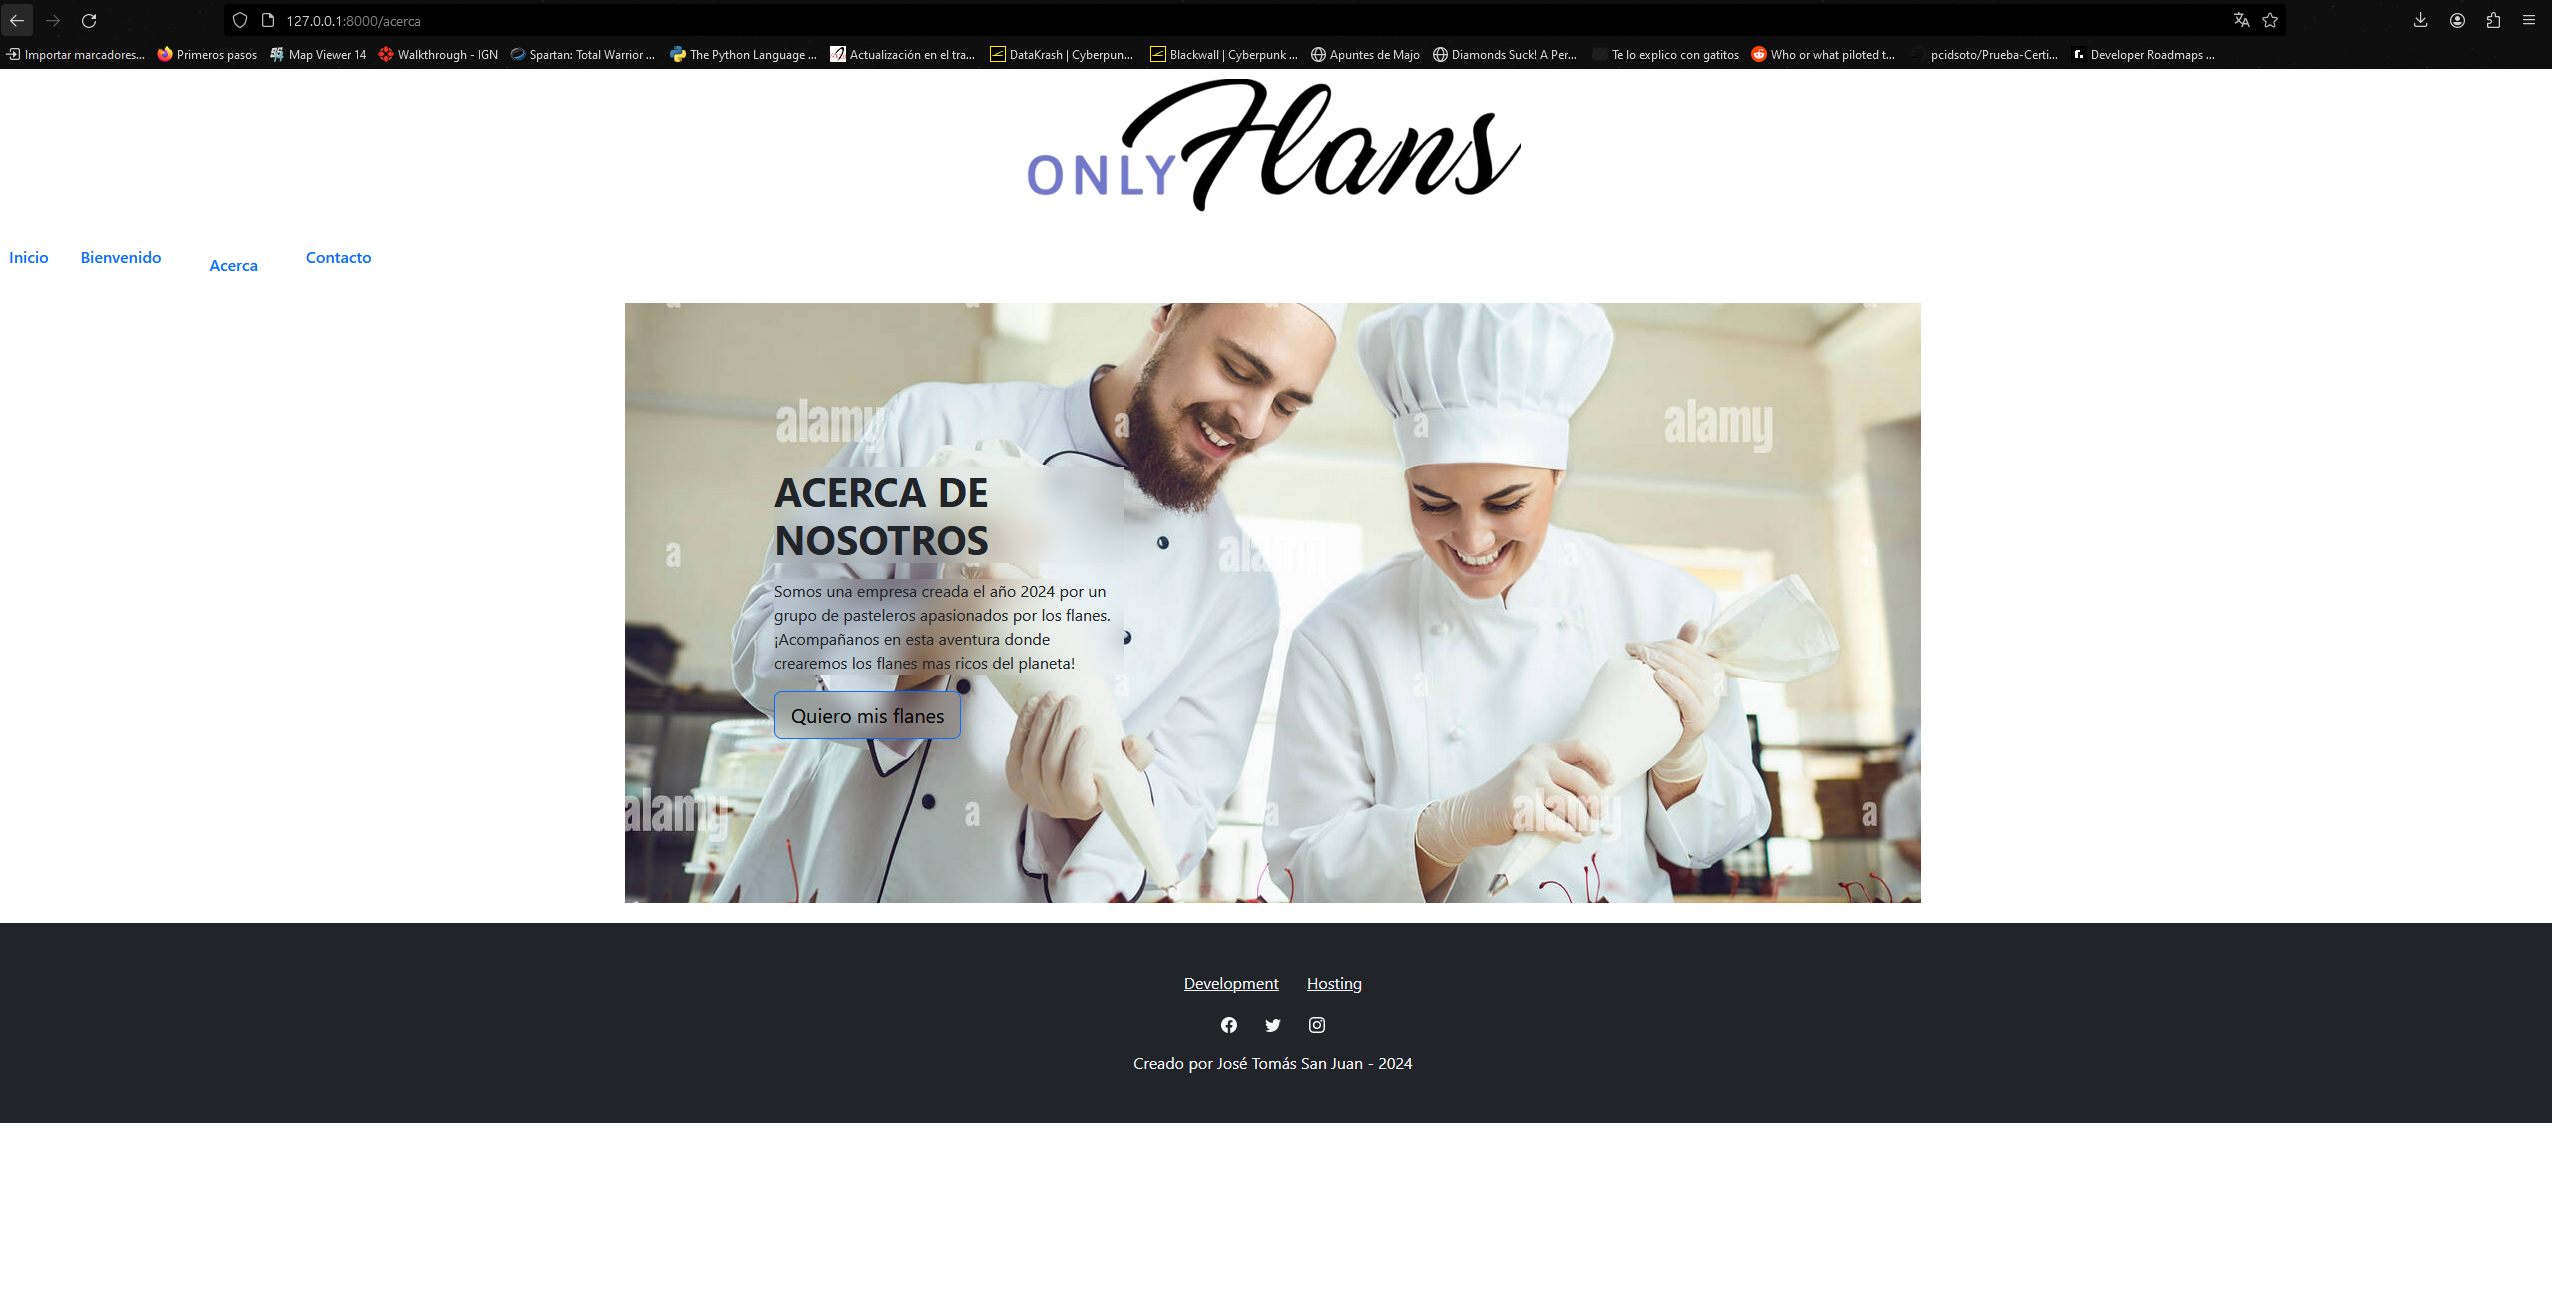 127.0.0.1:8000/acerca
Importar marcadores... Primeros pasos Map Viewer 14 Walkthrough - IGN Spartan: Total Warrior ... The Python Language ... Actualización en el tra... DataKrash | Cyberpun... Blackwall | Cyberpunk ... Apuntes de Majo Diamonds Suck! A Per... Te lo explico con gatitos Who or what piloted t... pcidsoto/Prueba-Certi... Developer Roadmaps ...
ONLY Flans
Inicio Bienvenido Acerca Contacto
alamy a a alamy
ACERCA DE
NOSOTROS
a alamy a a
Somos una empresa creada el año 2024 por un
grupo de pasteleros apasionados por los flanes.
¡Acompañanos en esta aventura donde
crearemos los flanes mas ricos del planeta!
a a a
Quiero mis flanes
alamy a a alamy a
Development Hosting
Creado por José Tomás San Juan - 2024